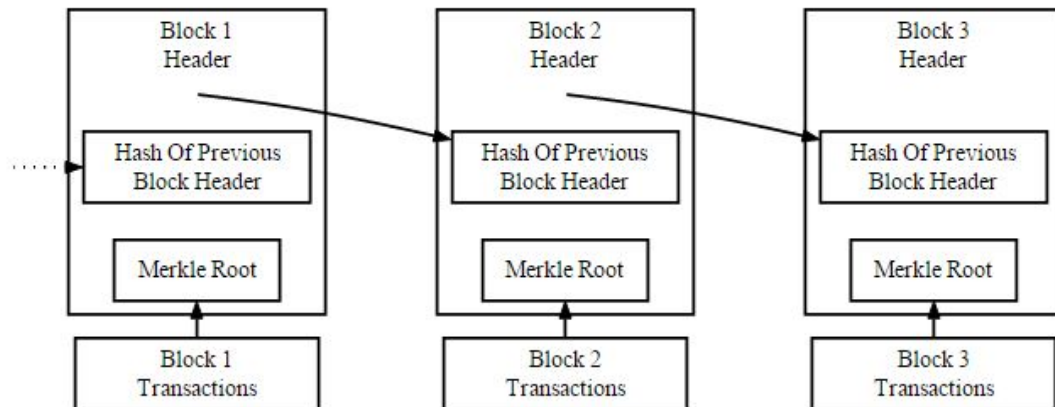 Block 1
Header
Hash Of Previous
Block Header
Merkle Root
Block 1
Transactions
Block 2
Header
Hash Of Previous
Block Header
Merkle Root
Block 2
Transactions
Block 3
Header
Hash Of Previous
Block Header
Merkle Root
Block 3
Transactions